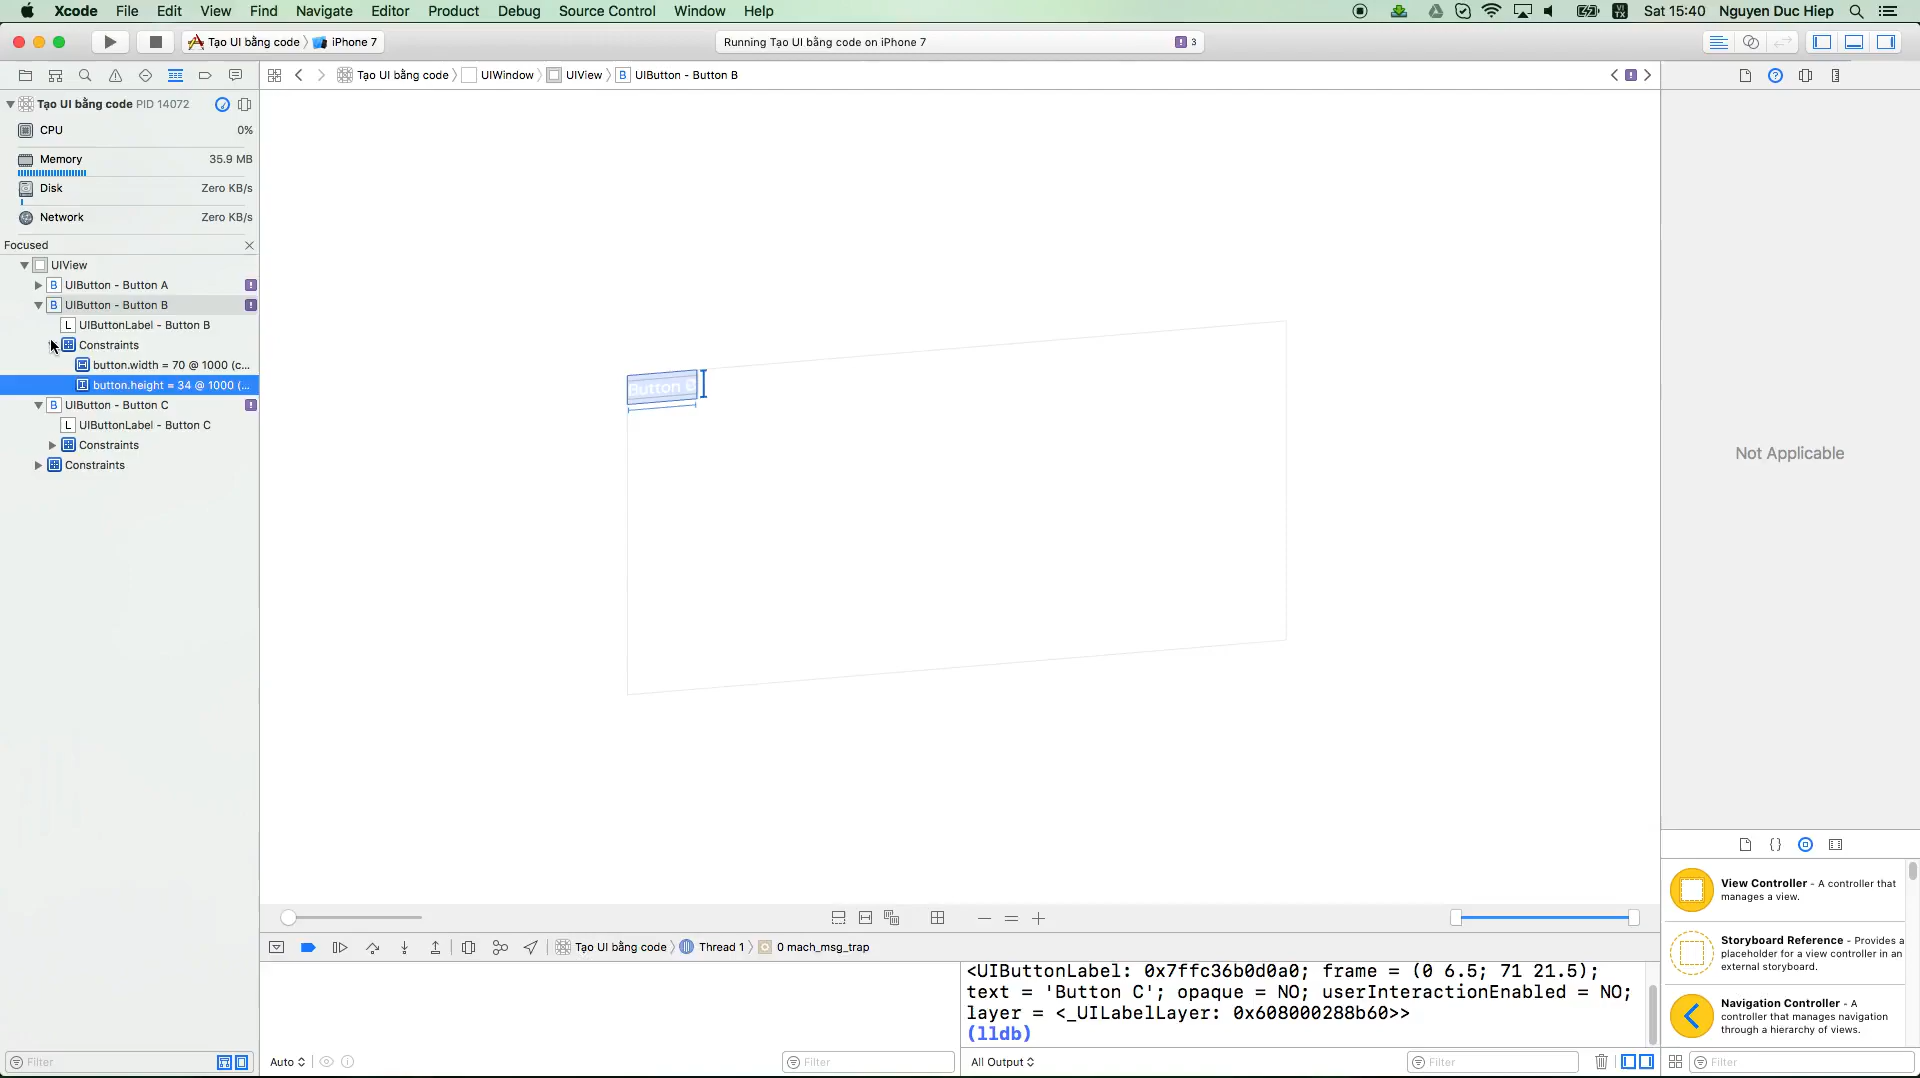 Xcode File Edit View Find Navigate Editor Product Debug Source Control Window Help
Sat 15:40 Nguyen Duc Hiep
Tạo UI bằng code iPhone 7
Running Tạo UI bằng code on iPhone 7
3
Tạo UI bằng code UIWindow UIView B UIButton - Button B
Tạo UI bằng code PID 14072
CPU 0%
Memory 35.9 MB
Disk Zero KB/s
Network Zero KB/s
Focused
UIView
B UIButton - Button A
B UIButton - Button B
L UIButtonLabel - Button B
Constraints
button.width = 70 @ 1000 (c...
button.height = 34 @ 1000 (...
B UIButton - Button C
L UIButtonLabel - Button C
Constraints
Constraints
Button
Not Applicable
View Controller - A controller that
manages a view.
Storyboard Reference - Provides a
placeholder for a view controller in an
external storyboard.
Navigation Controller - A
controller that manages navigation
through a hierarchy of views.
Tạo UI bằng code Thread 1 0 mach_msg_trap
<UIButtonLabel: 0x7ffc36b0d0a0; frame = (0 6.5; 71 21.5);
text = 'Button C'; opaque = NO; userInteractionEnabled = NO;
layer = <_UILabelLayer: 0x608000288b60>>
(lldb)
Filter
Auto
Filter
All Output
Filter
Filter